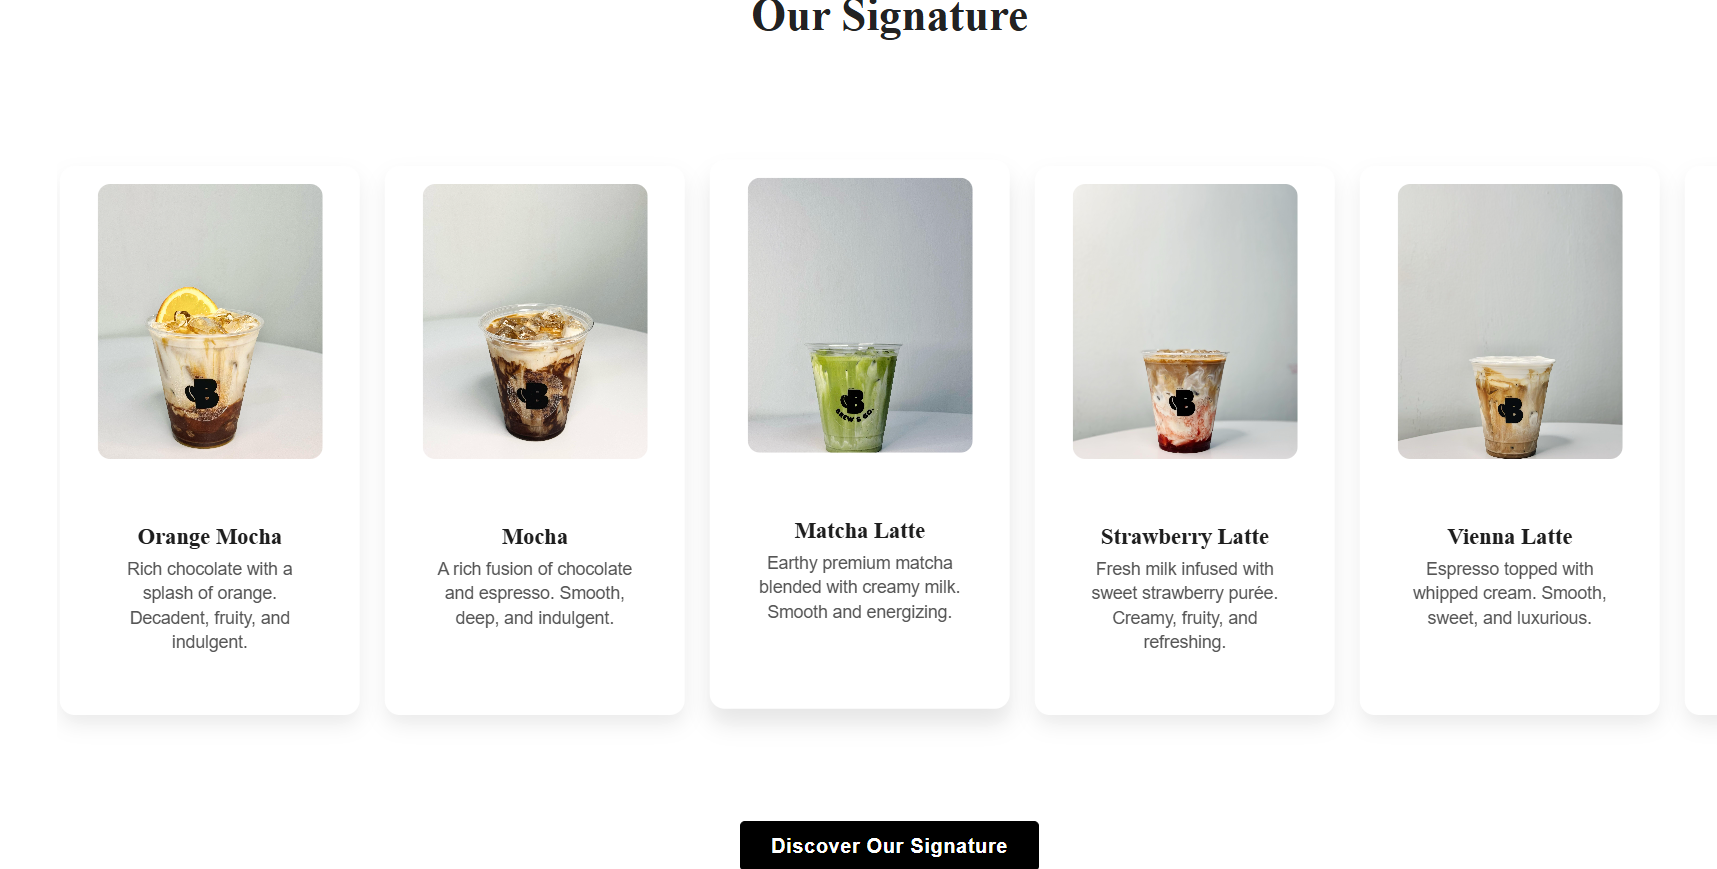 Our Signature
BREW & GO.
Orange Mocha
Rich chocolate with a
splash of orange.
Decadent, fruity, and
indulgent.
Mocha
A rich fusion of chocolate
and espresso. Smooth,
deep, and indulgent.
Matcha Latte
Earthy premium matcha
blended with creamy milk.
Smooth and energizing.
Strawberry Latte
Fresh milk infused with
sweet strawberry purée.
Creamy, fruity, and
refreshing.
Vienna Latte
Espresso topped with
whipped cream. Smooth,
sweet, and luxurious.
Discover Our Signature